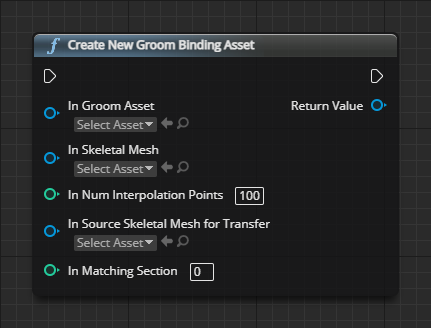 Create New Groom Binding Asset
In Groom Asset
Select Asset
Return Value
In Skeletal Mesh
Select Asset
In Num Interpolation Points 100
In Source Skeletal Mesh for Transfer
Select Asset
In Matching Section 0